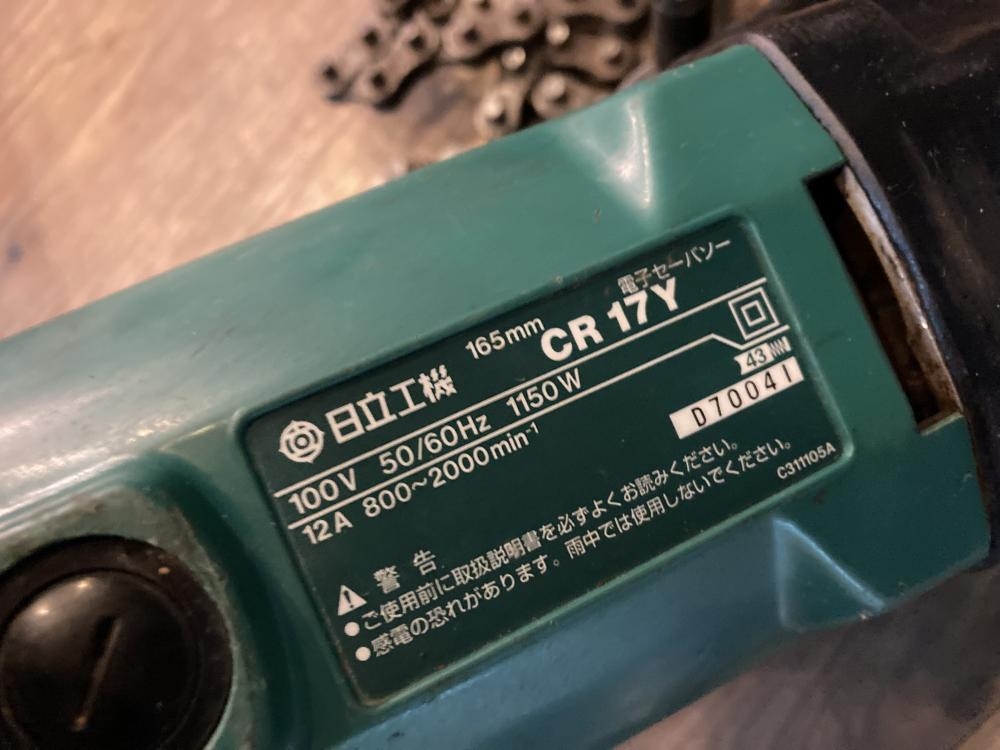 電子セーバソー
日立工機 165mm CR 17Y
100V 50/60Hz 1150W
12A 800~2000min-1
43
D70041
警告
●ご使用前に取扱説明書を必ずよくお読みください。
●感電の恐れがあります。雨中では使用しないでください。
C311105A